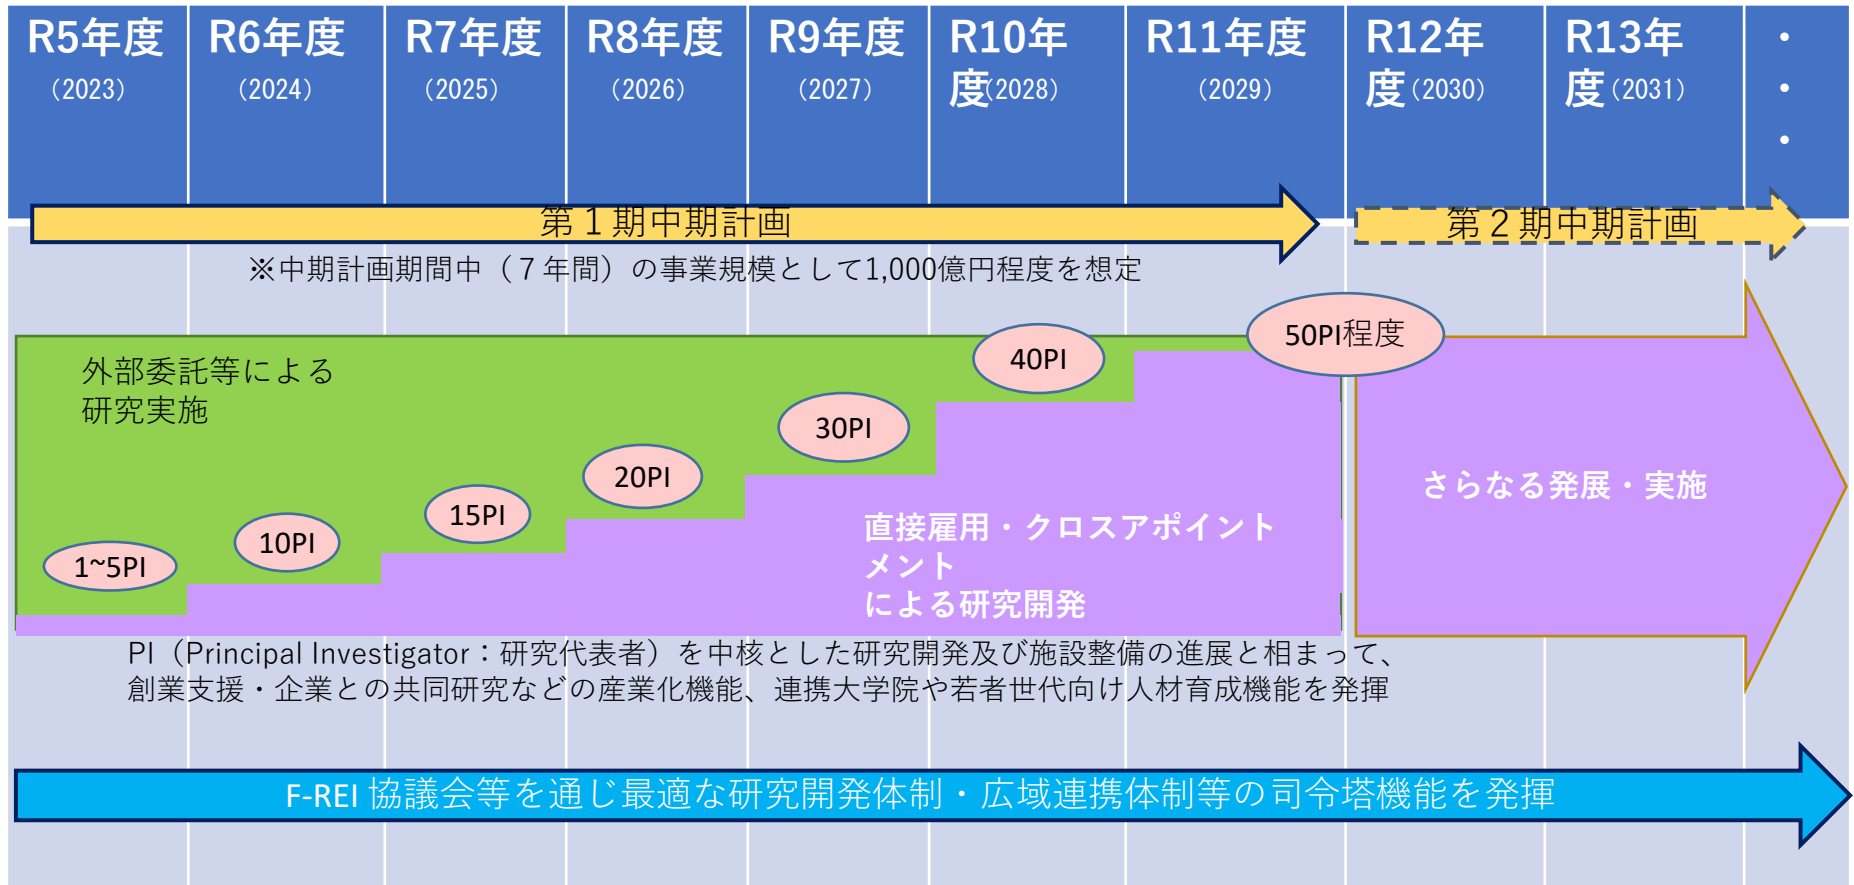 R5年度
（2023）
R6年度
（2024）
R7年度
（2025）
R8年度
（2026）
R9年度
（2027）
R10年
度（2028）
R11年度
（2029）
R12年
度（2030）
R13年
度（2031）
・
・
・
第１期中期計画
第２期中期計画
※中期計画期間中（７年間）の事業規模として1,000億円程度を想定
外部委託等による
研究実施
1~5PI
10PI
15PI
20PI
30PI
40PI
50PI程度
直接雇用・クロスアポイント
メント
による研究開発
さらなる発展・実施
PI（Principal Investigator：研究代表者）を中核とした研究開発及び施設整備の進展と相まって、
創業支援・企業との共同研究などの産業化機能、連携大学院や若者世代向け人材育成機能を発揮
F-REI 協議会等を通じ最適な研究開発体制・広域連携体制等の司令塔機能を発揮